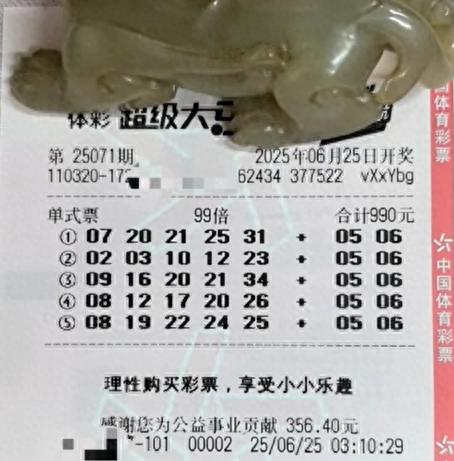 体彩 超级大
第 25071期 2025年06月25日开奖
110320-17 62434 377522 vXxYbg
单式票 99倍 合计990元
① 07 20 21 25 31 + 05 06
② 02 03 10 12 23 + 05 06
③ 09 16 20 21 34 + 05 06
④ 08 12 17 20 26 + 05 06
⑤ 08 19 22 24 25 + 05 06
理性购买彩票，享受小小乐趣
感谢您为公益事业贡献 356.40元
-101 00002 25/06/25 03:10:29
国体育彩票
中国体育彩票